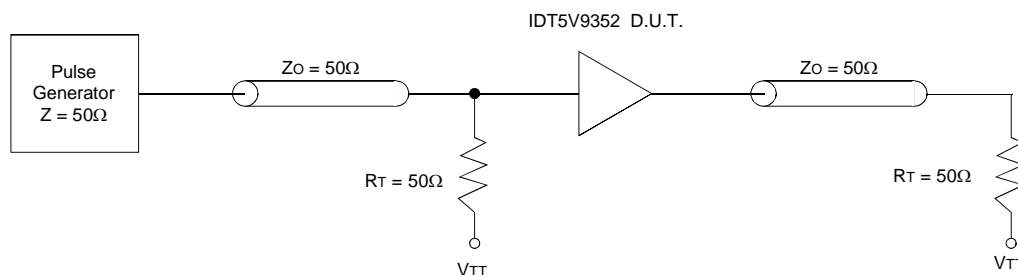 IDT5V9352 D.U.T.
Pulse
Generator
Z = 50Ω
ZO = 50Ω
ZO = 50Ω
RT = 50Ω
RT = 50Ω
VTT
VTT